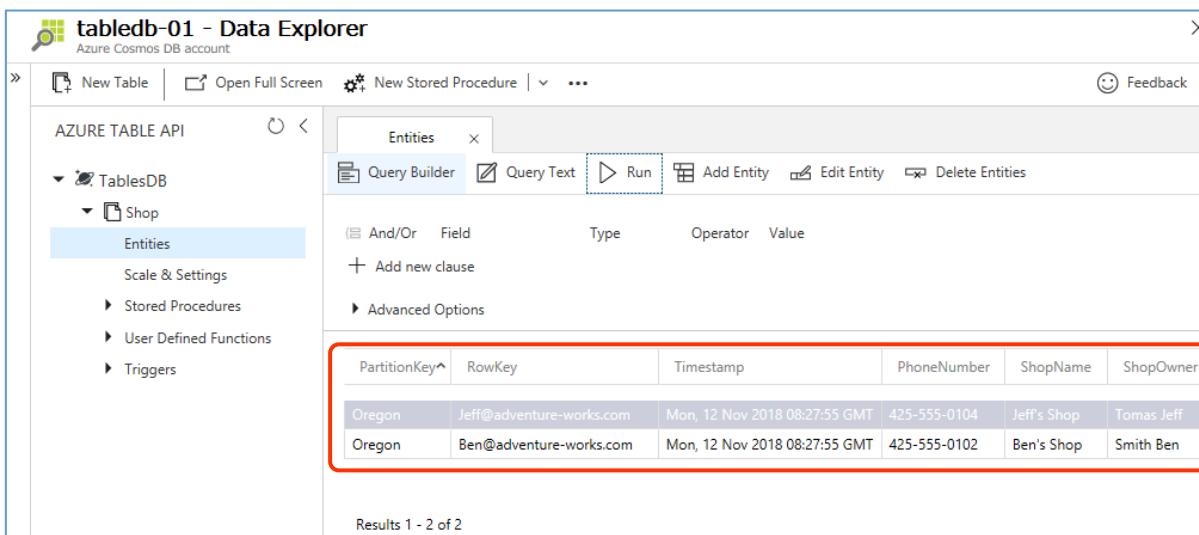 tabledb-01 - Data Explorer
Azure Cosmos DB account
New Table Open Full Screen New Stored Procedure Feedback
AZURE TABLE API
TablesDB
Shop
Entities
Scale & Settings
Stored Procedures
User Defined Functions
Triggers
Entities
Query Builder Query Text Run Add Entity Edit Entity Delete Entities
And/Or Field Type Operator Value
Add new clause
Advanced Options
PartitionKey RowKey Timestamp PhoneNumber ShopName ShopOwner
Oregon Jeff@adventure-works.com Mon, 12 Nov 2018 08:27:55 GMT 425-555-0104 Jeff's Shop Tomas Jeff
Oregon Ben@adventure-works.com Mon, 12 Nov 2018 08:27:55 GMT 425-555-0102 Ben's Shop Smith Ben
Results 1 - 2 of 2